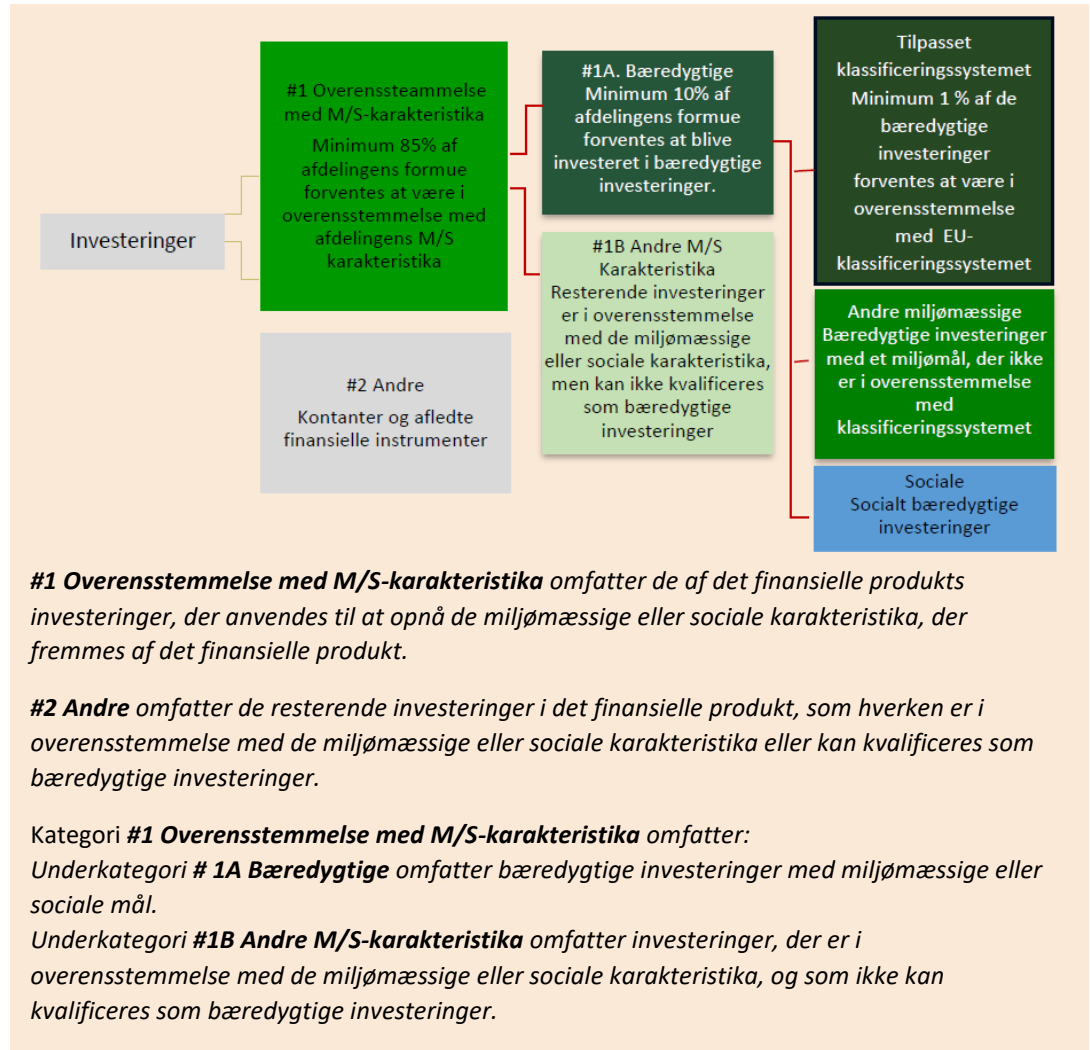 Investeringer
#1 Overenssteammelse
med M/S-karakteristika
Minimum 85% af
afdelingens formue
forventes at være i
overensstemmelse med
afdelingens M/S
karakteristika
#2 Andre
Kontanter og afledte
finansielle instrumenter
#1A. Bæredygtige
Minimum 10% af
afdelingens formue
forventes at blive
investeret i bæredygtige
investeringer.
#1B Andre M/S
Karakteristika
Resterende investeringer
er i overensstemmelse
med de miljømæssige
eller sociale karakteristika,
men kan ikke kvalificeres
som bæredygtige
investeringer
Tilpasset
klassificeringssystemet
Minimum 1 % af de
bæredygtige
investeringer
forventes at være i
overensstemmelse
med EU-
klassificeringssystemet
Andre miljømæssige
Bæredygtige investeringer
med et miljømål, der ikke
er i overensstemmelse
med
klassificeringssystemet
Sociale
Socialt bæredygtige
investeringer
#1 Overensstemmelse med M/S-karakteristika omfatter de af det finansielle produkts
investeringer, der anvendes til at opnå de miljømæssige eller sociale karakteristika, der
fremmes af det finansielle produkt.
#2 Andre omfatter de resterende investeringer i det finansielle produkt, som hverken er i
overensstemmelse med de miljømæssige eller sociale karakteristika eller kan kvalificeres som
bæredygtige investeringer.
Kategori #1 Overensstemmelse med M/S-karakteristika omfatter:
Underkategori # 1A Bæredygtige omfatter bæredygtige investeringer med miljømæssige eller
sociale mål.
Underkategori #1B Andre M/S-karakteristika omfatter investeringer, der er i
overensstemmelse med de miljømæssige eller sociale karakteristika, og som ikke kan
kvalificeres som bæredygtige investeringer.